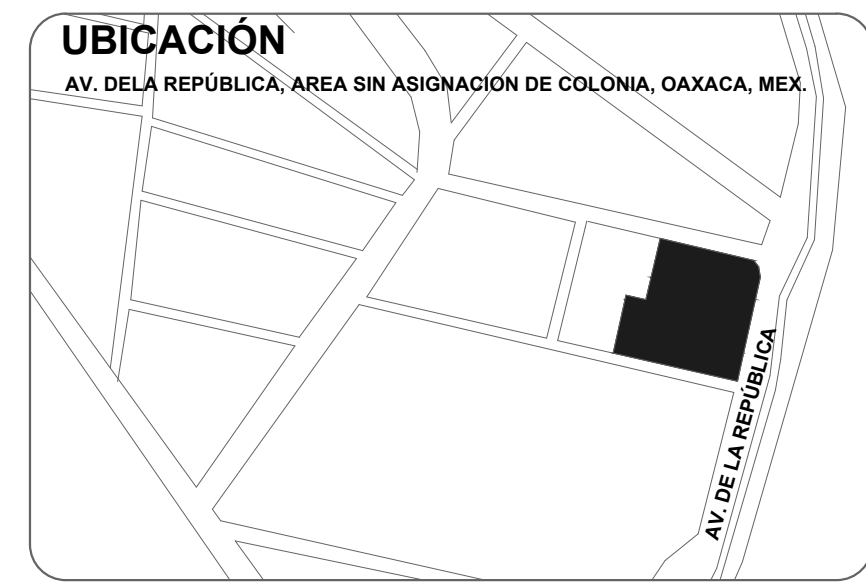 UBICACIÓN
AV. DELA REPÚBLICA, AREA SIN ASIGNACION DE COLONIA, OAXACA, MEX.
AV. DE LA REPÚBLICA